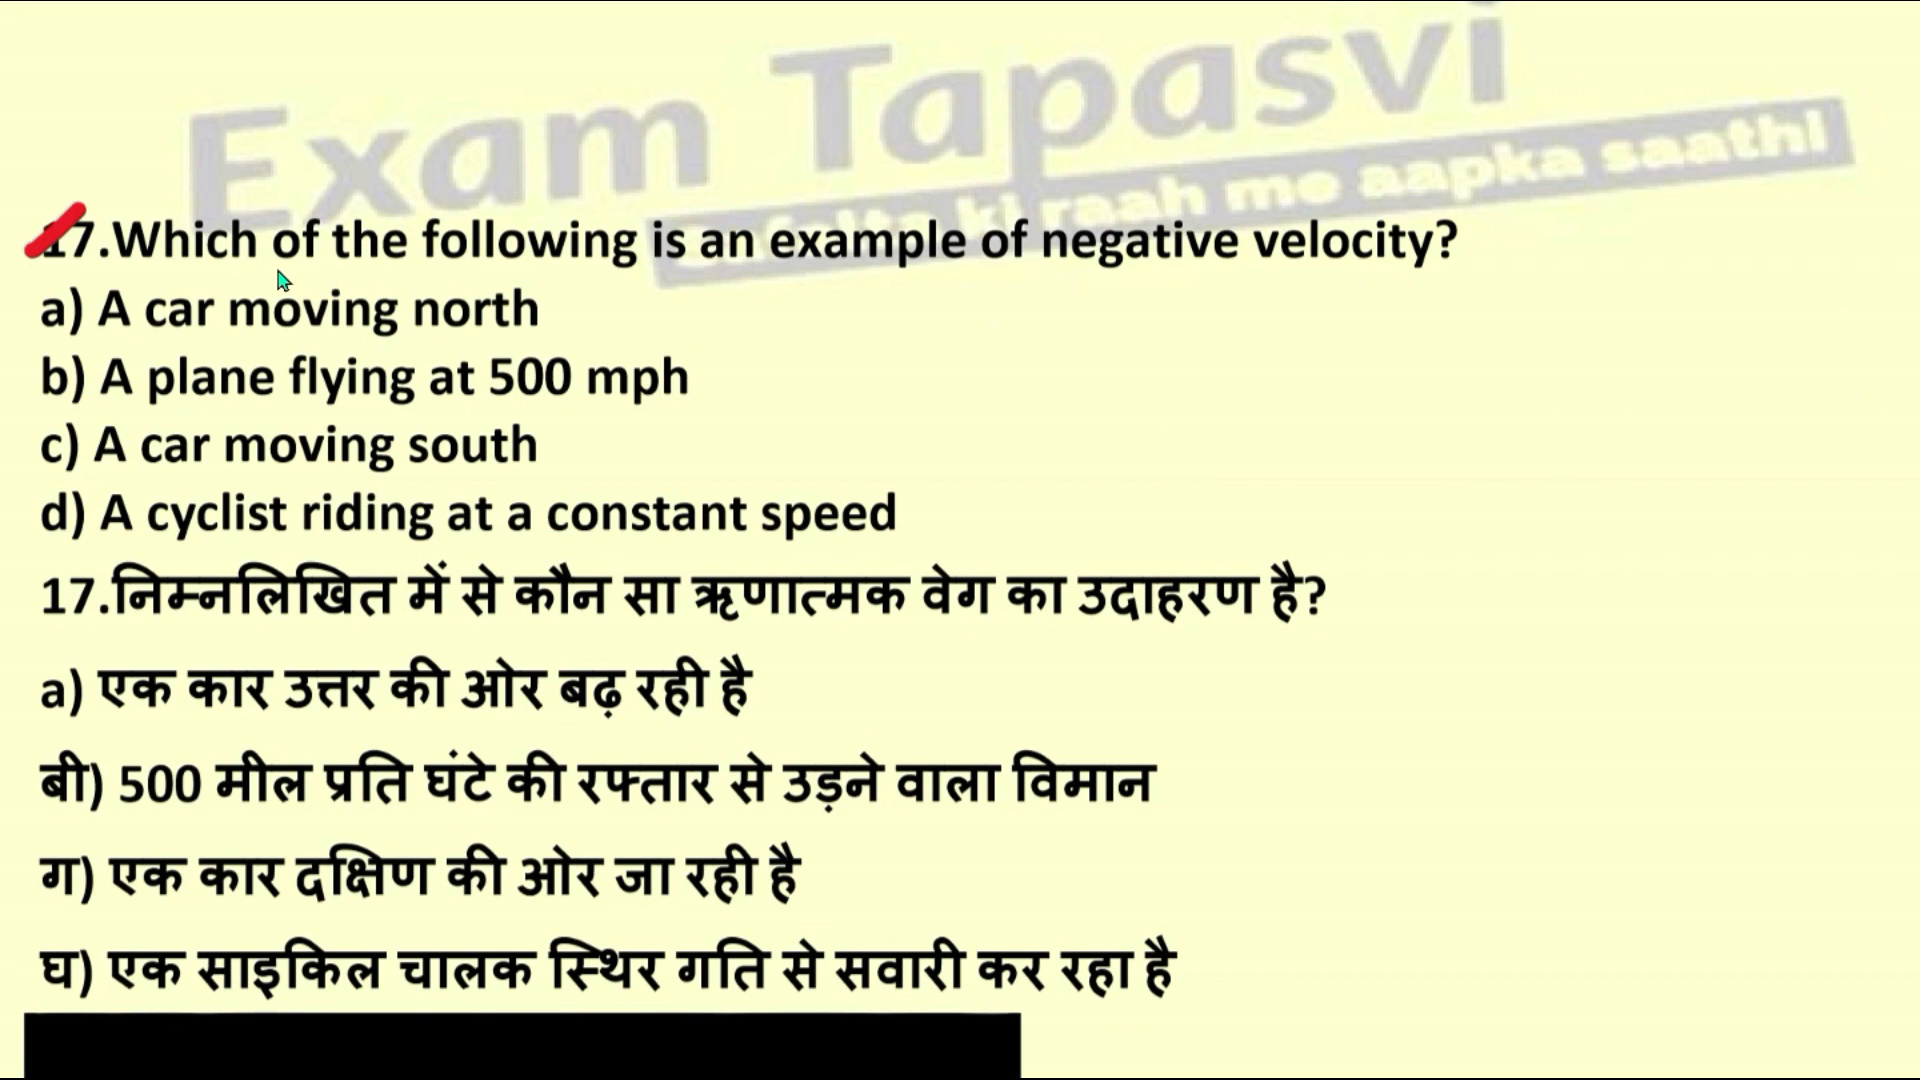 Exam Tapasvi
ki raah me aapka saathi
17.Which of the following is an example of negative velocity?
a) A car moving north
b) A plane flying at 500 mph
c) A car moving south
d) A cyclist riding at a constant speed
17.निम्नलिखित में से कौन सा ऋणात्मक वेग का उदाहरण है?
a) एक कार उत्तर की ओर बढ़ रही है
बी) 500 मील प्रति घंटे की रफ्तार से उड़ने वाला विमान
ग) एक कार दक्षिण की ओर जा रही है
घ) एक साइकिल चालक स्थिर गति से सवारी कर रहा है